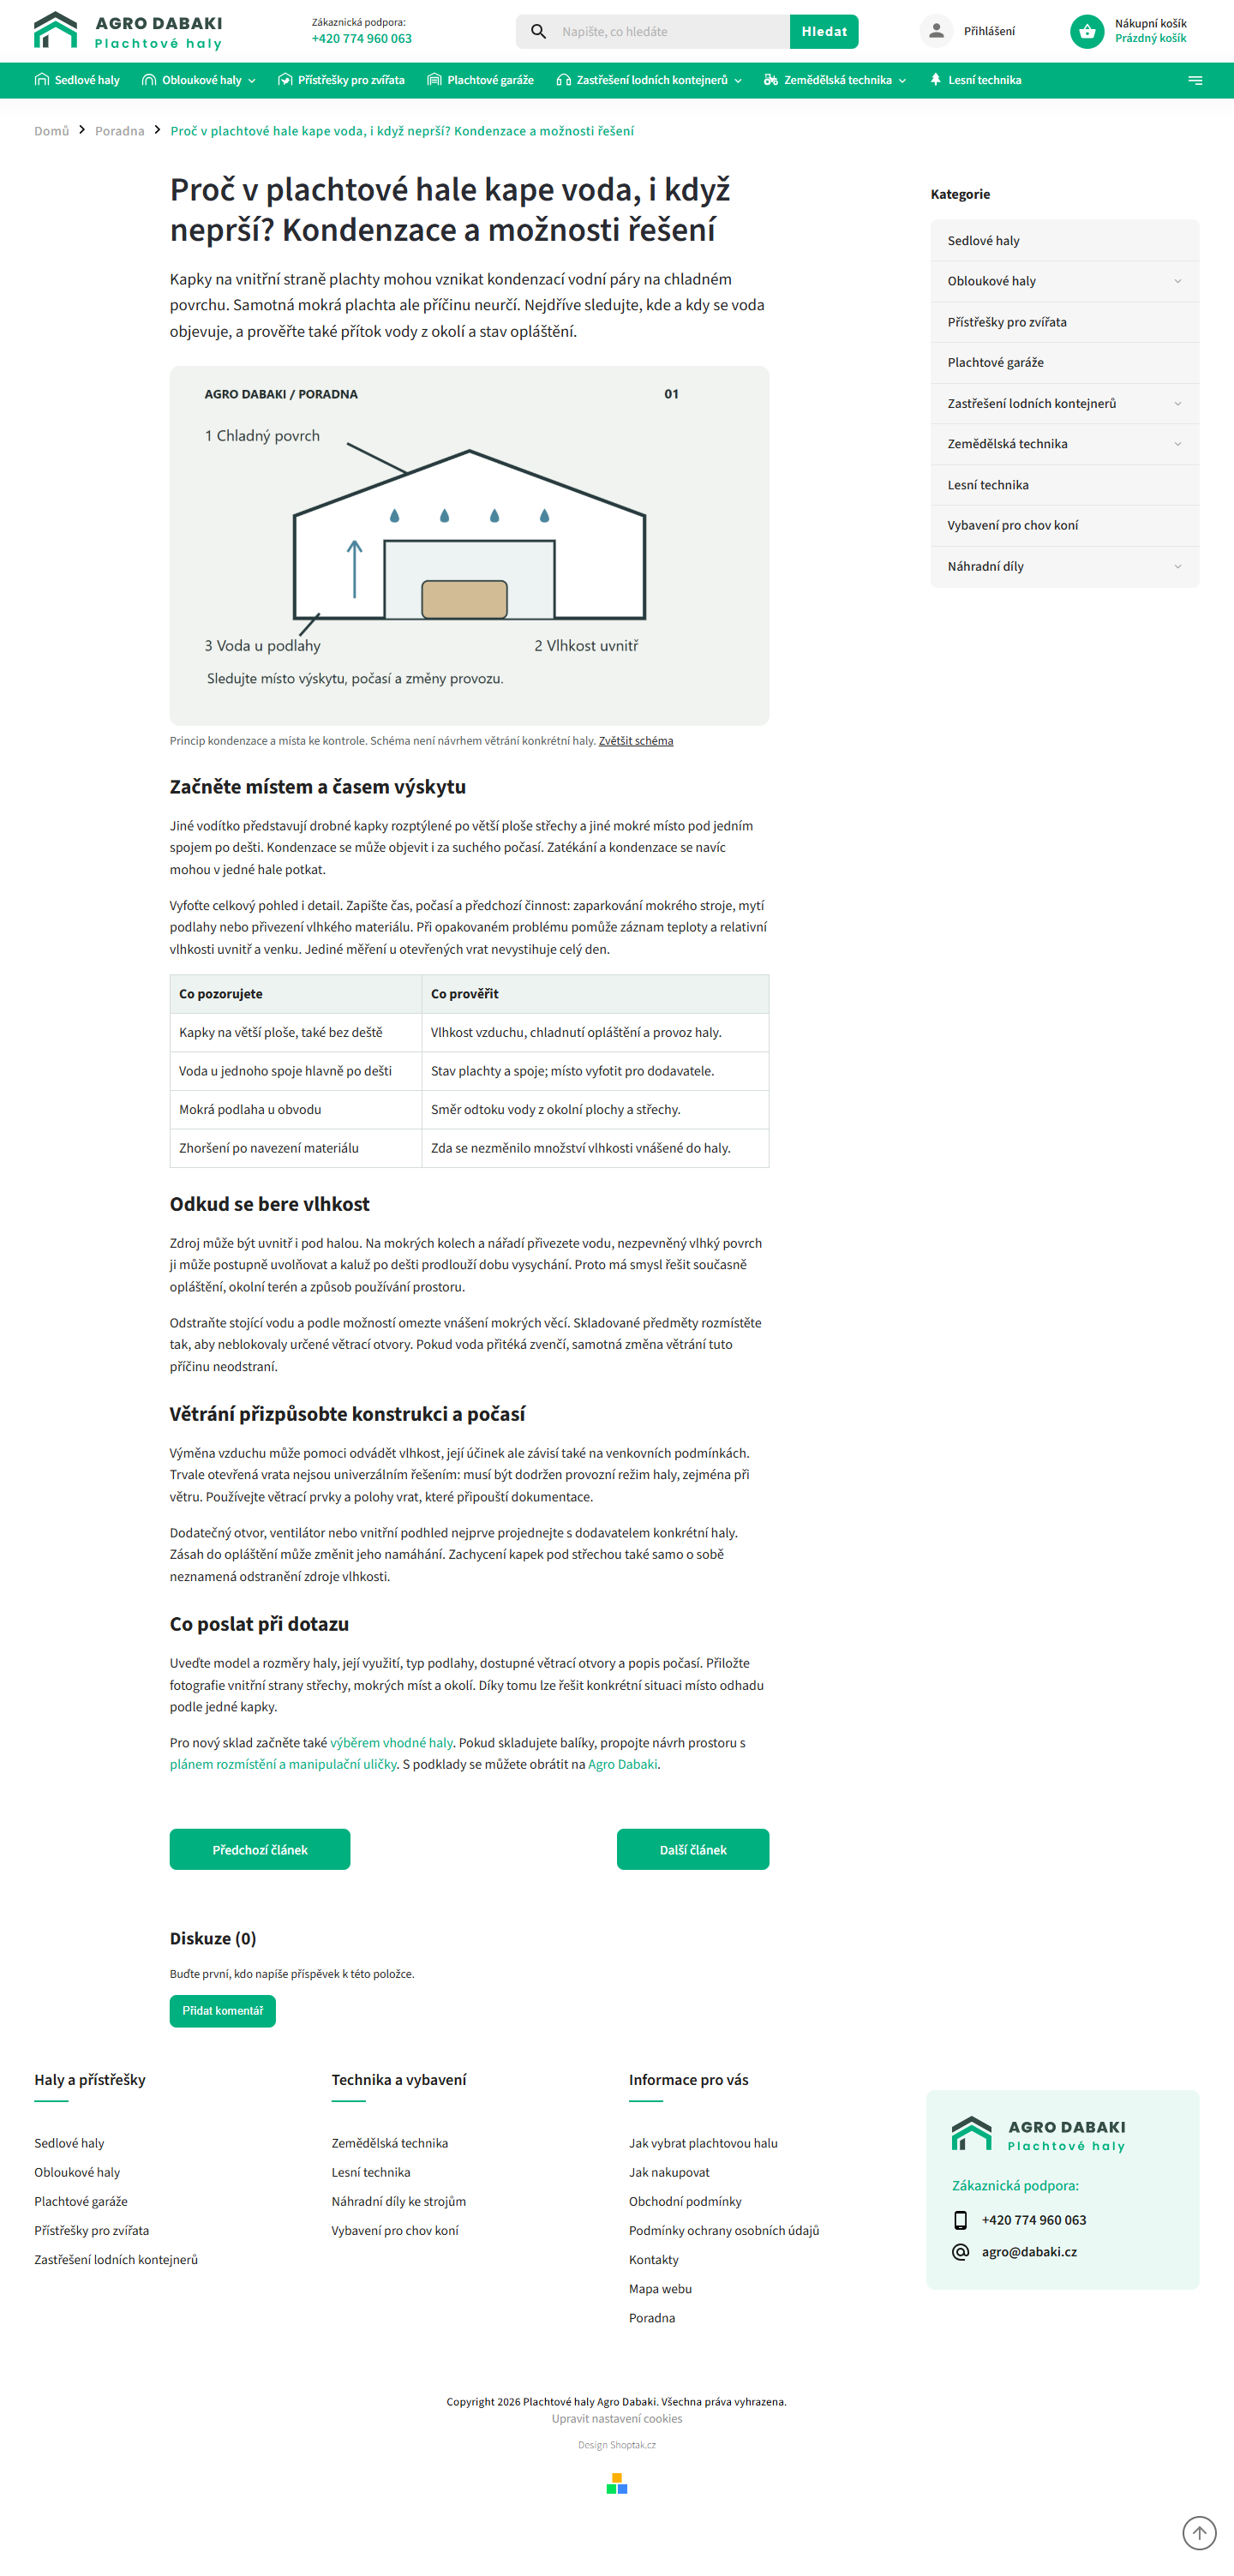 AGRO DABAKI
Plachtové haly
Zákaznická podpora:
+420 774 960 063
Napište, co hledáte
Hledat
Přihlášení
Nákupní košík
Prázdný košík
Sedlové haly
Obloukové haly
Přístřešky pro zvířata
Plachtové garáže
Zastřešení lodních kontejnerů
Zemědělská technika
Lesní technika
Domů
Poradna
Proč v plachtové hale kape voda, i když neprší? Kondenzace a možnosti řešení
Proč v plachtové hale kape voda, i když
neprší? Kondenzace a možnosti řešení
Kapky na vnitřní straně plachty mohou vznikat kondenzací vodní páry na chladném
povrchu. Samotná mokrá plachta ale příčinu neurčí. Nejdříve sledujte, kde a kdy se voda
objevuje, a prověřte také přítok vody z okolí a stav opláštění.
AGRO DABAKI / PORADNA
01
1 Chladný povrch
3 Voda u podlahy
2 Vlhkost uvnitř
Sledujte místo výskytu, počasí a změny provozu.
Princip kondenzace a místa ke kontrole. Schéma není návrhem větrání konkrétní haly. Zvětšit schéma
Začněte místem a časem výskytu
Jiné vodítko představují drobné kapky rozptýlené po větší ploše střechy a jiné mokré místo pod jedním
spojem po dešti. Kondenzace se může objevit i za suchého počasí. Zatékání a kondenzace se navíc
mohou v jedné hale potkat.
Vyfoťte celkový pohled i detail. Zapište čas, počasí a předchozí činnost: zaparkování mokrého stroje, mytí
podlahy nebo přivezení vlhkého materiálu. Při opakovaném problému pomůže záznam teploty a relativní
vlhkosti uvnitř a venku. Jediné měření u otevřených vrat nevystihuje celý den.
Co pozorujete
Co prověřit
Kapky na větší ploše, také bez deště
Vlhkost vzduchu, chladnutí opláštění a provoz haly.
Voda u jednoho spoje hlavně po dešti
Stav plachty a spoje; místo vyfotit pro dodavatele.
Mokrá podlaha u obvodu
Směr odtoku vody z okolní plochy a střechy.
Zhoršení po navezení materiálu
Zda se nezměnilo množství vlhkosti vnášené do haly.
Odkud se bere vlhkost
Zdroj může být uvnitř i pod halou. Na mokrých kolech a nářadí přivezete vodu, nezpevněný vlhký povrch
ji může postupně uvolňovat a kaluž po dešti prodlouží dobu vysychání. Proto má smysl řešit současně
opláštění, okolní terén a způsob používání prostoru.
Odstraňte stojící vodu a podle možností omezte vnášení mokrých věcí. Skladované předměty rozmístěte
tak, aby neblokovaly určené větrací otvory. Pokud voda přitéká zvenčí, samotná změna větrání tuto
příčinu neodstraní.
Větrání přizpůsobte konstrukci a počasí
Výměna vzduchu může pomoci odvádět vlhkost, její účinek ale závisí také na venkovních podmínkách.
Trvale otevřená vrata nejsou univerzálním řešením: musí být dodržen provozní režim haly, zejména při
větru. Používejte větrací prvky a polohy vrat, které připouští dokumentace.
Dodatečný otvor, ventilátor nebo vnitřní podhled nejprve projednejte s dodavatelem konkrétní haly.
Zásah do opláštění může změnit jeho namáhání. Zachycení kapek pod střechou také samo o sobě
neznamená odstranění zdroje vlhkosti.
Co poslat při dotazu
Uveďte model a rozměry haly, její využití, typ podlahy, dostupné větrací otvory a popis počasí. Přiložte
fotografie vnitřní strany střechy, mokrých míst a okolí. Díky tomu lze řešit konkrétní situaci místo odhadu
podle jedné kapky.
Pro nový sklad začněte také výběrem vhodné haly. Pokud skladujete balíky, propojte návrh prostoru s
plánem rozmístění a manipulační uličky. S podklady se můžete obrátit na Agro Dabaki.
Předchozí článek
Další článek
Diskuze (0)
Buďte první, kdo napíše příspěvek k této položce.
Přidat komentář
Kategorie
Sedlové haly
Obloukové haly
Přístřešky pro zvířata
Plachtové garáže
Zastřešení lodních kontejnerů
Zemědělská technika
Lesní technika
Vybavení pro chov koní
Náhradní díly
Haly a přístřešky
Sedlové haly
Obloukové haly
Plachtové garáže
Přístřešky pro zvířata
Zastřešení lodních kontejnerů
Technika a vybavení
Zemědělská technika
Lesní technika
Náhradní díly ke strojům
Vybavení pro chov koní
Informace pro vás
Jak vybrat plachtovou halu
Jak nakupovat
Obchodní podmínky
Podmínky ochrany osobních údajů
Kontakty
Mapa webu
Poradna
AGRO DABAKI
Plachtové haly
Zákaznická podpora:
+420 774 960 063
agro@dabaki.cz
Copyright 2026 Plachtové haly Agro Dabaki. Všechna práva vyhrazena.
Upravit nastavení cookies
Design Shoptak.cz